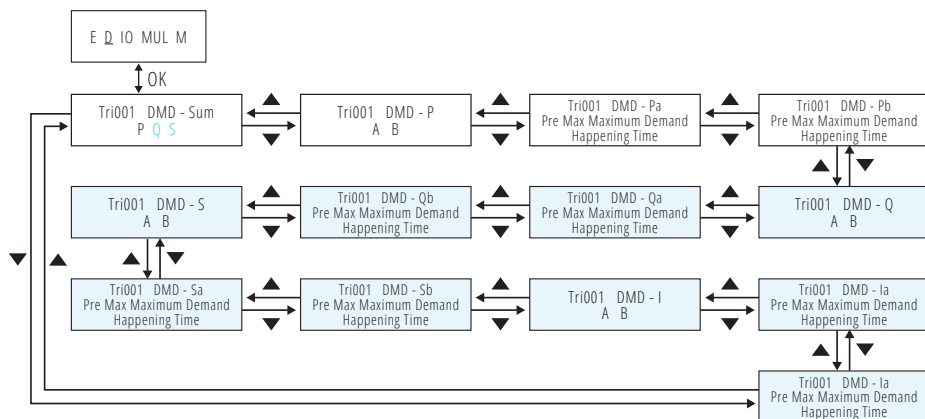 E D IO MUL M
OK
Tri001 DMD - Sum
P Q S
Tri001 DMD - P
A B
Tri001 DMD - Pa
Pre Max Maximum Demand
Happening Time
Tri001 DMD - Pb
Pre Max Maximum Demand
Happening Time
Tri001 DMD - S
A B
Tri001 DMD - Qb
Pre Max Maximum Demand
Happening Time
Tri001 DMD - Qa
Pre Max Maximum Demand
Happening Time
Tri001 DMD - Q
A B
Tri001 DMD - Sa
Pre Max Maximum Demand
Happening Time
Tri001 DMD - Sb
Pre Max Maximum Demand
Happening Time
Tri001 DMD - I
A B
Tri001 DMD - Ia
Pre Max Maximum Demand
Happening Time
Tri001 DMD - Ia
Pre Max Maximum Demand
Happening Time